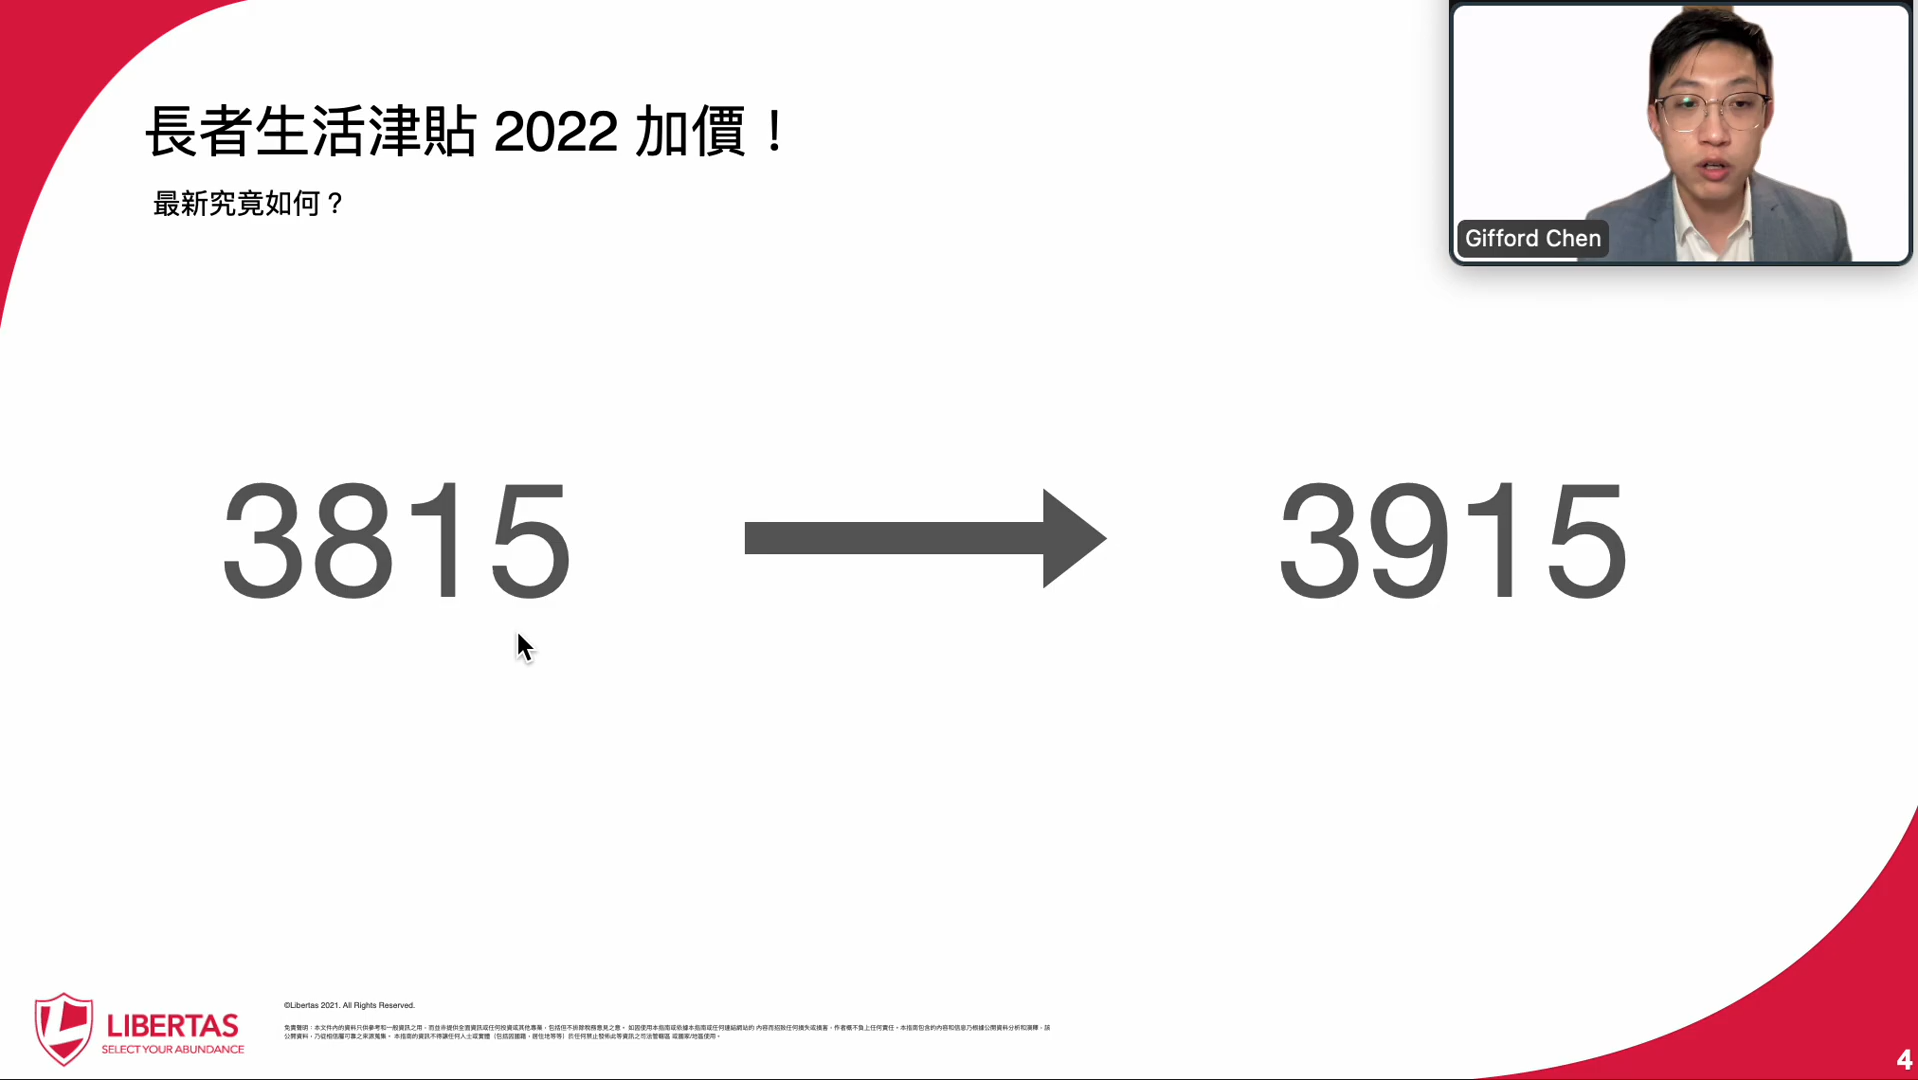 長者生活津貼 2022 加價！
最新究竟如何？
Gifford Chen
3815
3915
LIBERTAS
SELECT YOUR ABUNDANCE
©Libertas 2021. All Rights Reserved.
4